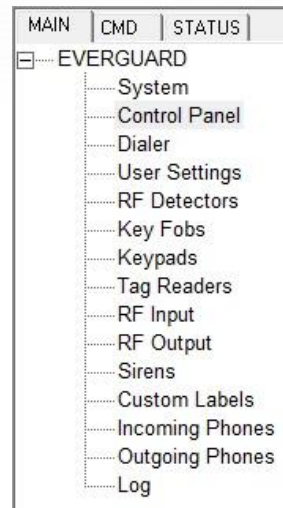 MAIN CMD STATUS
EVERGUARD
System
Control Panel
Dialer
User Settings
RF Detectors
Key Fobs
Keypads
Tag Readers
RF Input
RF Output
Sirens
Custom Labels
Incoming Phones
Outgoing Phones
Log